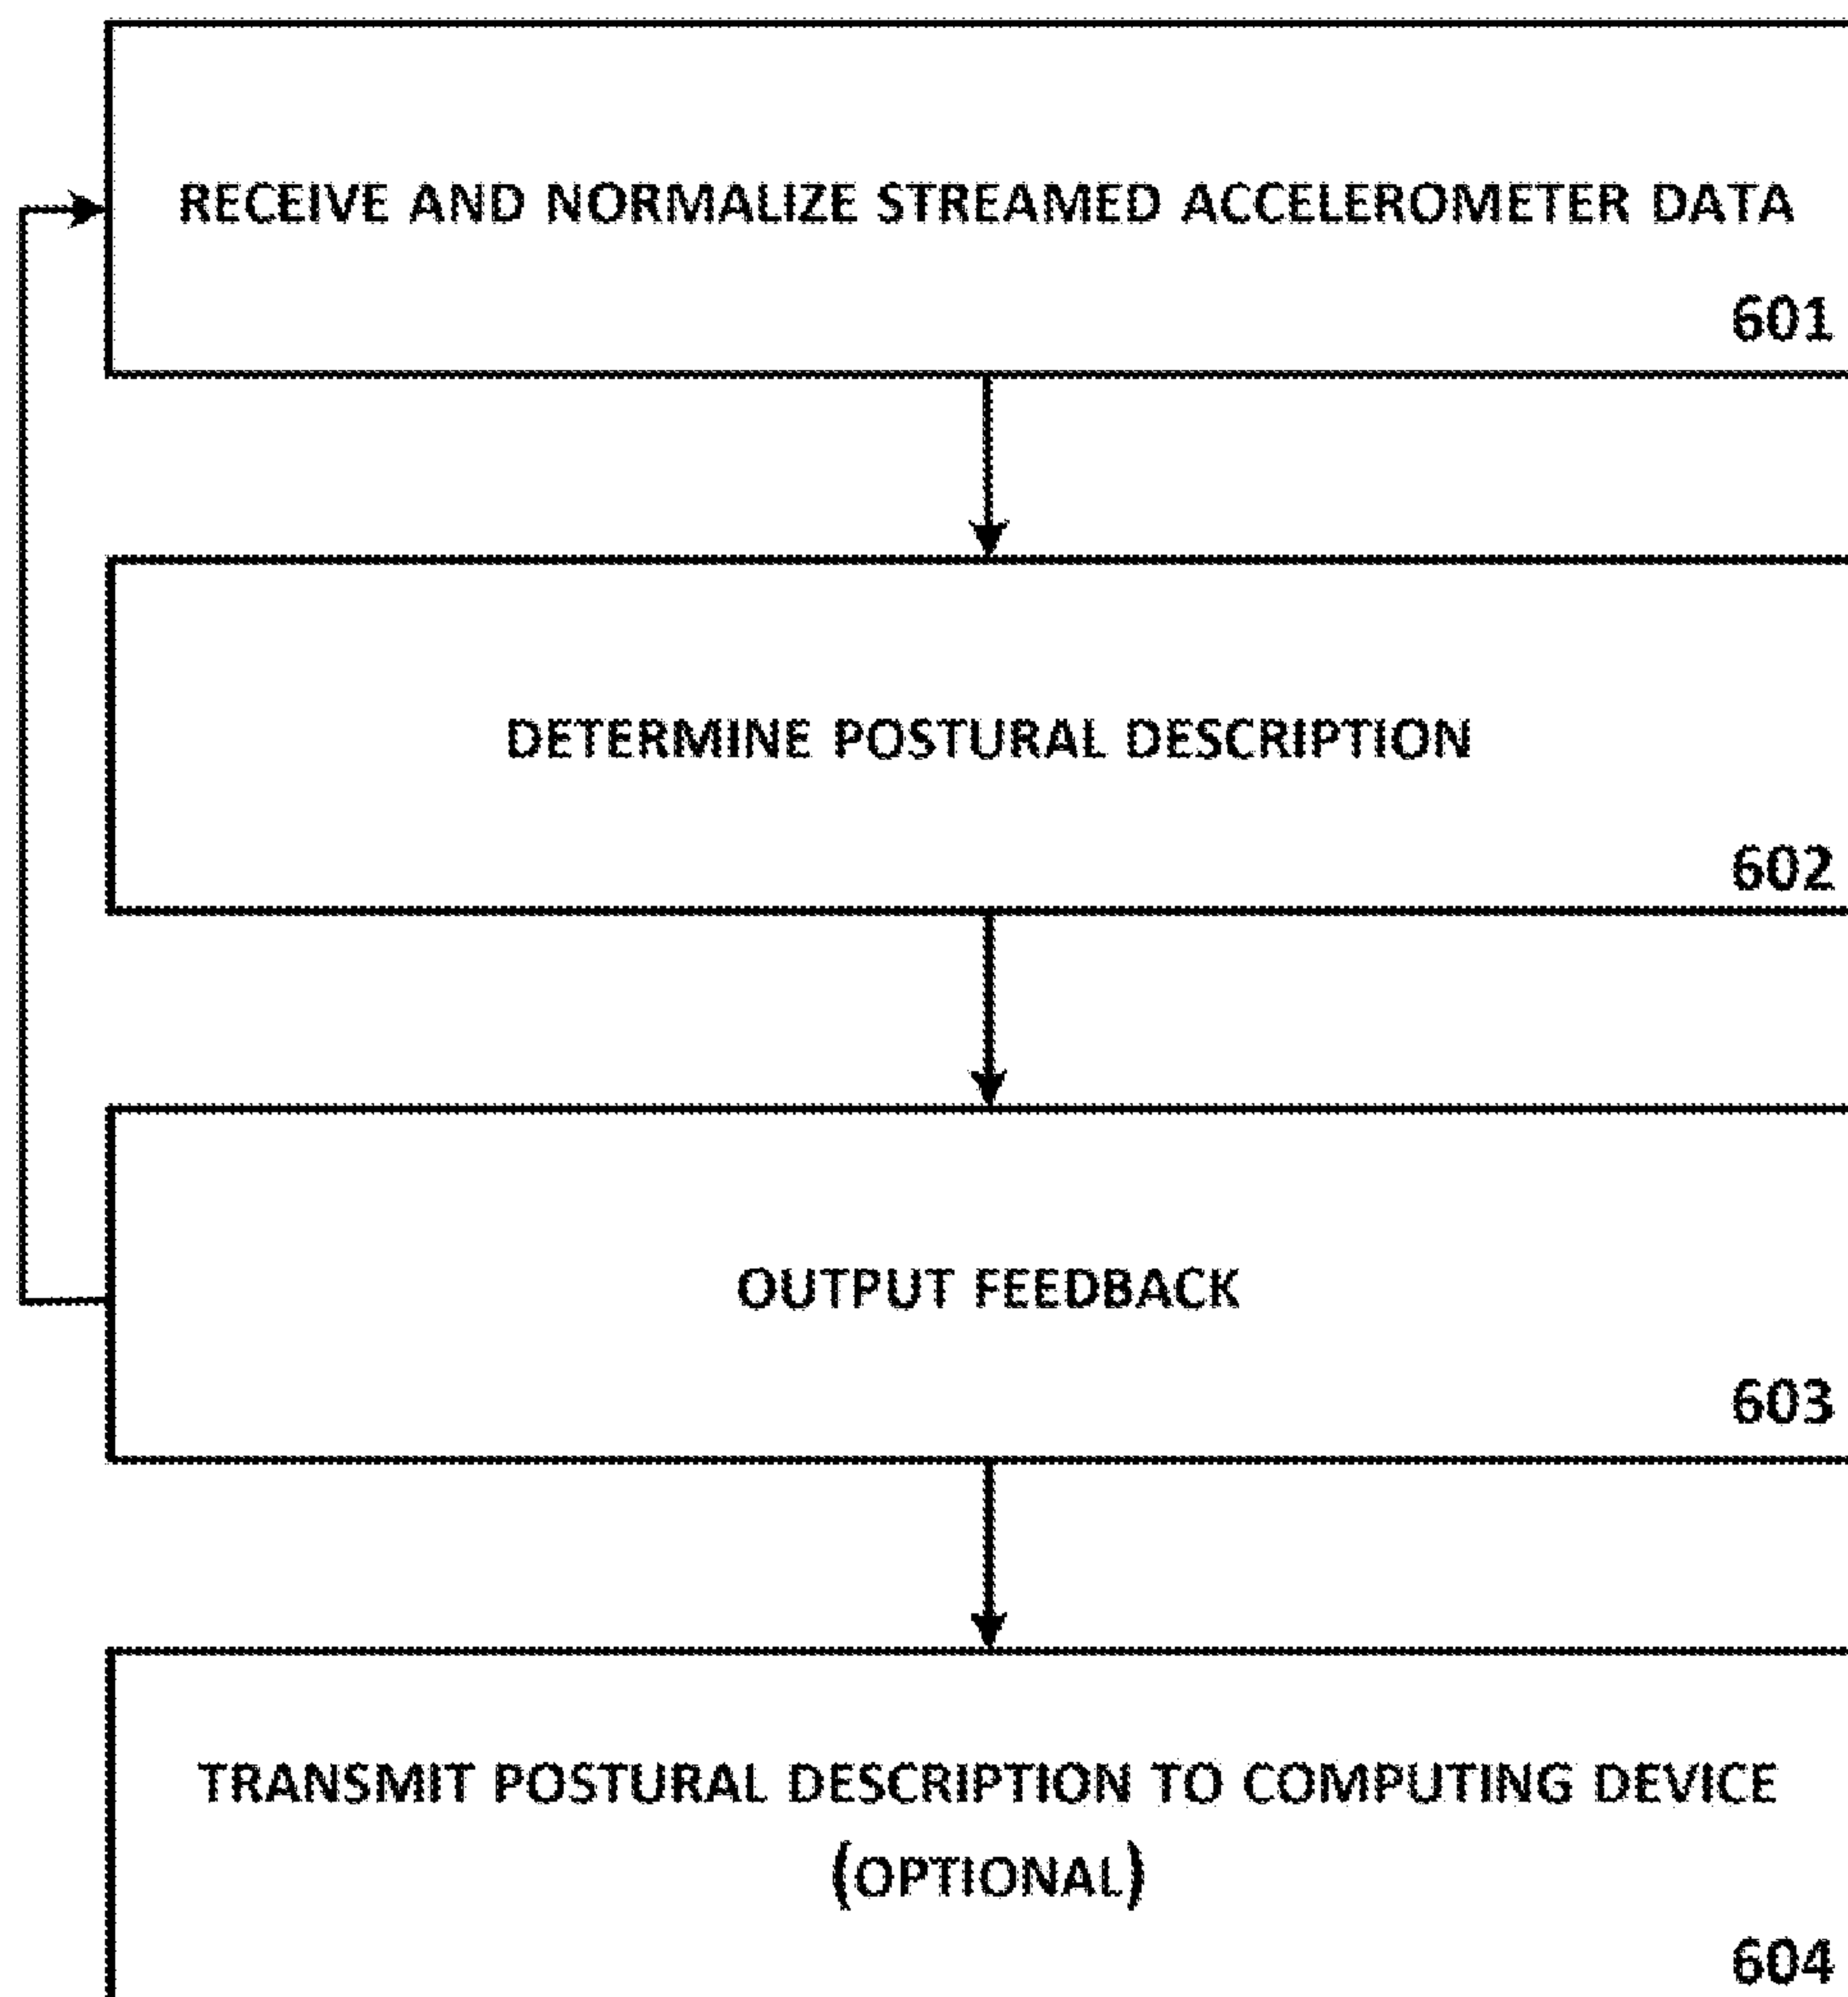 RECEIVE AND NORMALIZE STREAMED ACCELEROMETER DATA
601
DETERMINE POSTURAL DESCRIPTION
602
OUTPUT FEEDBACK
603
TRANSMIT POSTURAL DESCRIPTION TO COMPUTING DEVICE
(OPTIONAL)
604